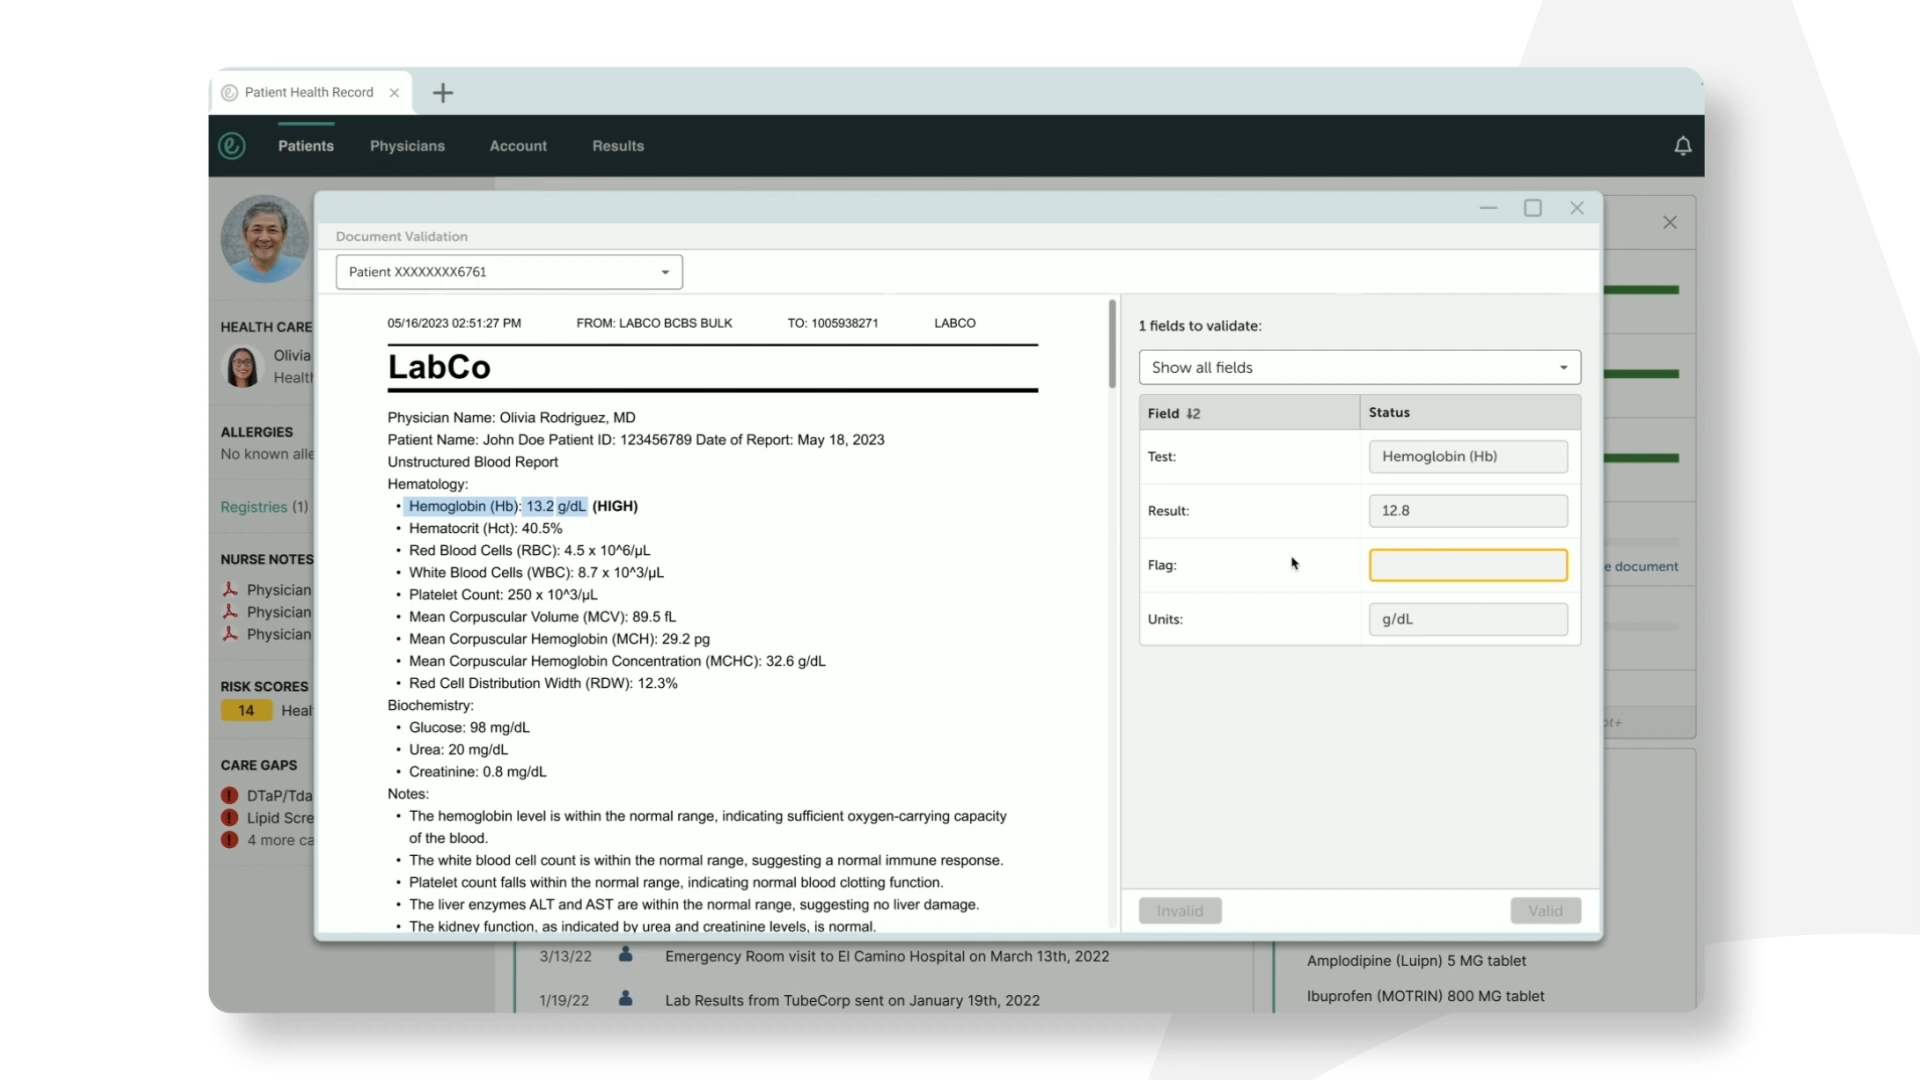 Patient Health Record
Patients Physicians Account Results
HEALTH CARE
Olivia
Health
ALLERGIES
No known alle
Registries (1)
NURSE NOTES
Physician
Physician
Physician
RISK SCORES
14 Heal
CARE GAPS
DTaP/Tda
Lipid Scre
4 more ca
Document Validation
Patient XXXXXXXX6761
05/16/2023 02:51:27 PM FROM: LABCO BCBS BULK TO: 1005938271 LABCO
LabCo
Physician Name: Olivia Rodriguez, MD
Patient Name: John Doe Patient ID: 123456789 Date of Report: May 18, 2023
Unstructured Blood Report
Hematology:
• Hemoglobin (Hb): 13.2 g/dL (HIGH)
• Hematocrit (Hct): 40.5%
• Red Blood Cells (RBC): 4.5 x 10^6/µL
• White Blood Cells (WBC): 8.7 x 10^3/µL
• Platelet Count: 250 x 10^3/µL
• Mean Corpuscular Volume (MCV): 89.5 fL
• Mean Corpuscular Hemoglobin (MCH): 29.2 pg
• Mean Corpuscular Hemoglobin Concentration (MCHC): 32.6 g/dL
• Red Cell Distribution Width (RDW): 12.3%
Biochemistry:
• Glucose: 98 mg/dL
• Urea: 20 mg/dL
• Creatinine: 0.8 mg/dL
Notes:
• The hemoglobin level is within the normal range, indicating sufficient oxygen-carrying capacity
of the blood.
• The white blood cell count is within the normal range, suggesting a normal immune response.
• Platelet count falls within the normal range, indicating normal blood clotting function.
• The liver enzymes ALT and AST are within the normal range, suggesting no liver damage.
• The kidney function, as indicated by urea and creatinine levels, is normal.
1 fields to validate:
Show all fields
Field 2 Status
Test: Hemoglobin (Hb)
Result: 12.8
Flag:
Units: g/dL
Invalid Valid
e document
3/13/22 Emergency Room visit to El Camino Hospital on March 13th, 2022
1/19/22 Lab Results from TubeCorp sent on January 19th, 2022
Amplodipine (Luipn) 5 MG tablet
Ibuprofen (MOTRIN) 800 MG tablet